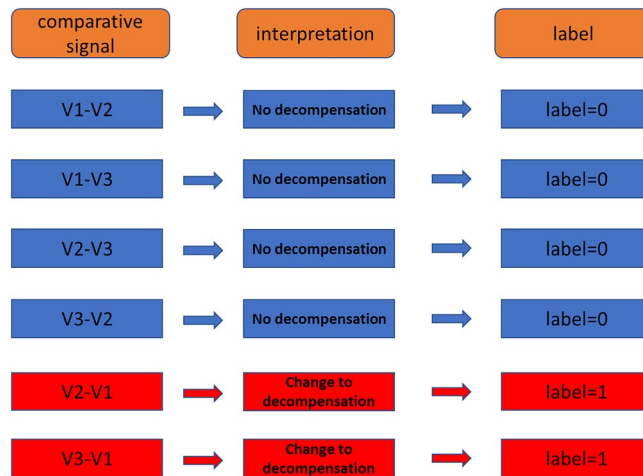 comparative
signal
interpretation
label
V1-V2
No decompensation
label=0
V1-V3
No decompensation
label=0
V2-V3
No decompensation
label=0
V3-V2
No decompensation
label=0
V2-V1
Change to
decompensation
label=1
V3-V1
Change to
decompensation
label=1